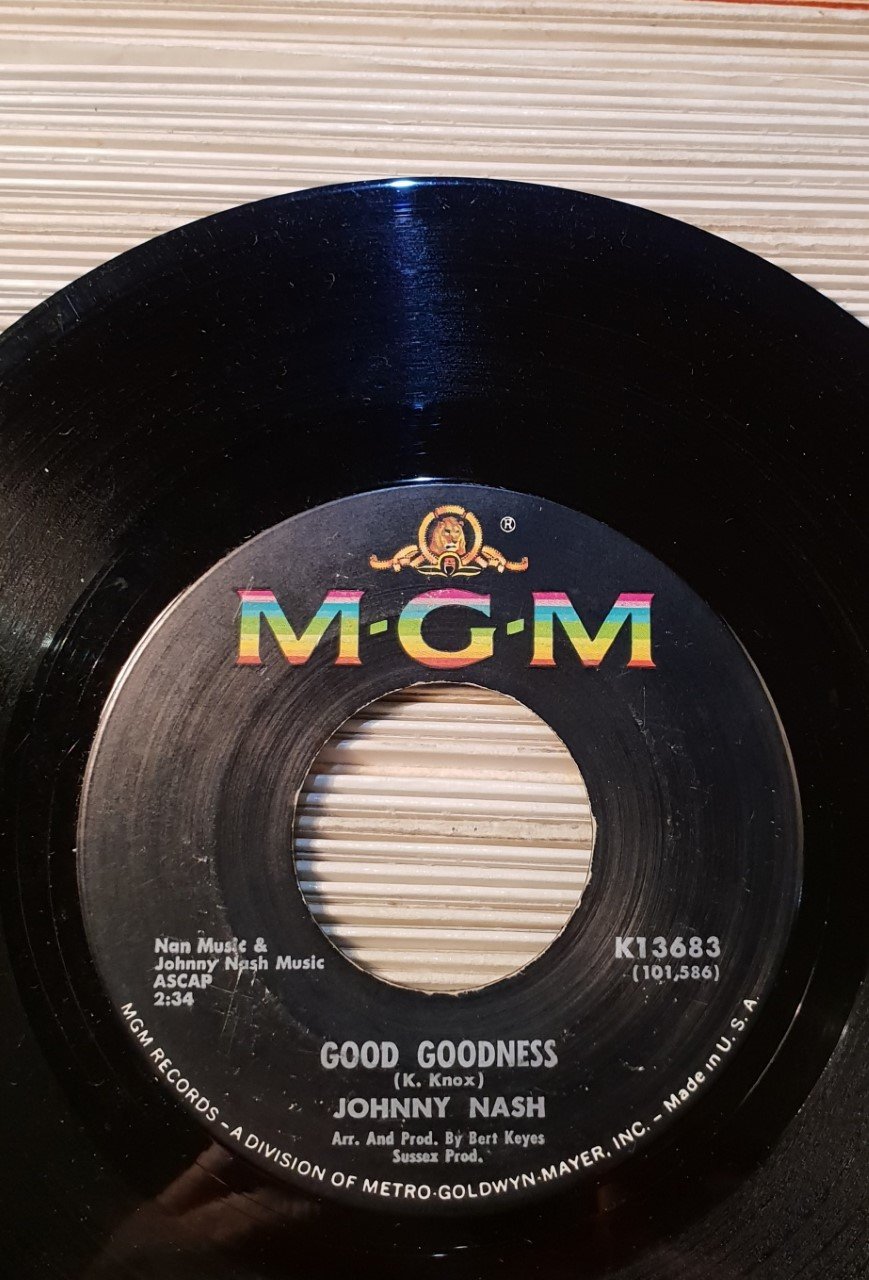 ®
M·G·M
Nan Music &
Johnny Nash Music
ASCAP
2:34
K13683
(101,586)
GOOD GOODNESS
(K. Knox)
JOHNNY NASH
Arr. And Prod. By Bert Keyes
Sussex Prod.
MGM RECORDS – A DIVISION OF METRO·GOLDWYN·MAYER, INC. – Made in U. S. A.